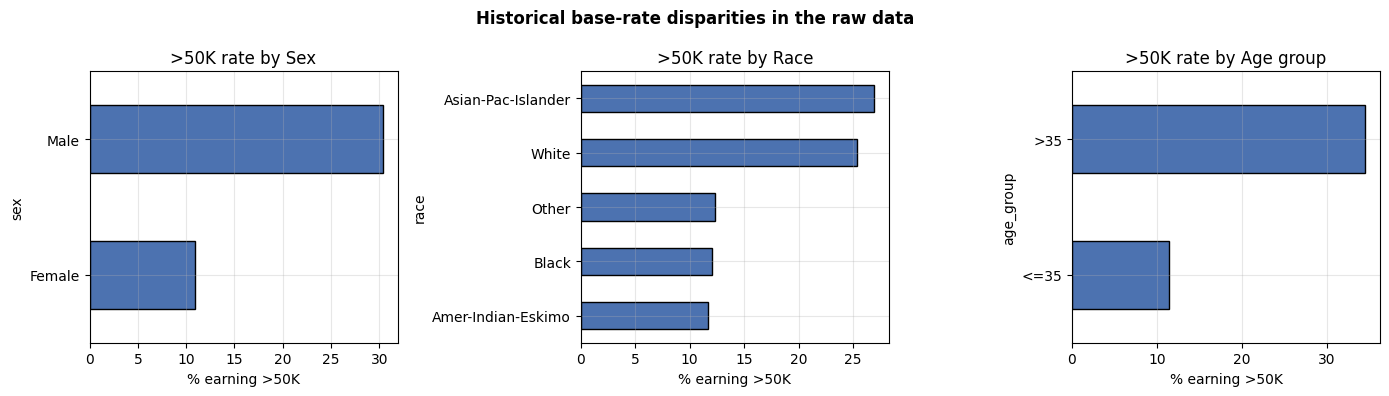 Historical base-rate disparities in the raw data
>50K rate by Sex
sex
Male
Female
0 5 10 15 20 25 30
% earning >50K
>50K rate by Race
race
Asian-Pac-Islander
White
Other
Black
Amer-Indian-Eskimo
0 5 10 15 20 25
% earning >50K
>50K rate by Age group
age_group
>35
<=35
0 10 20 30
% earning >50K